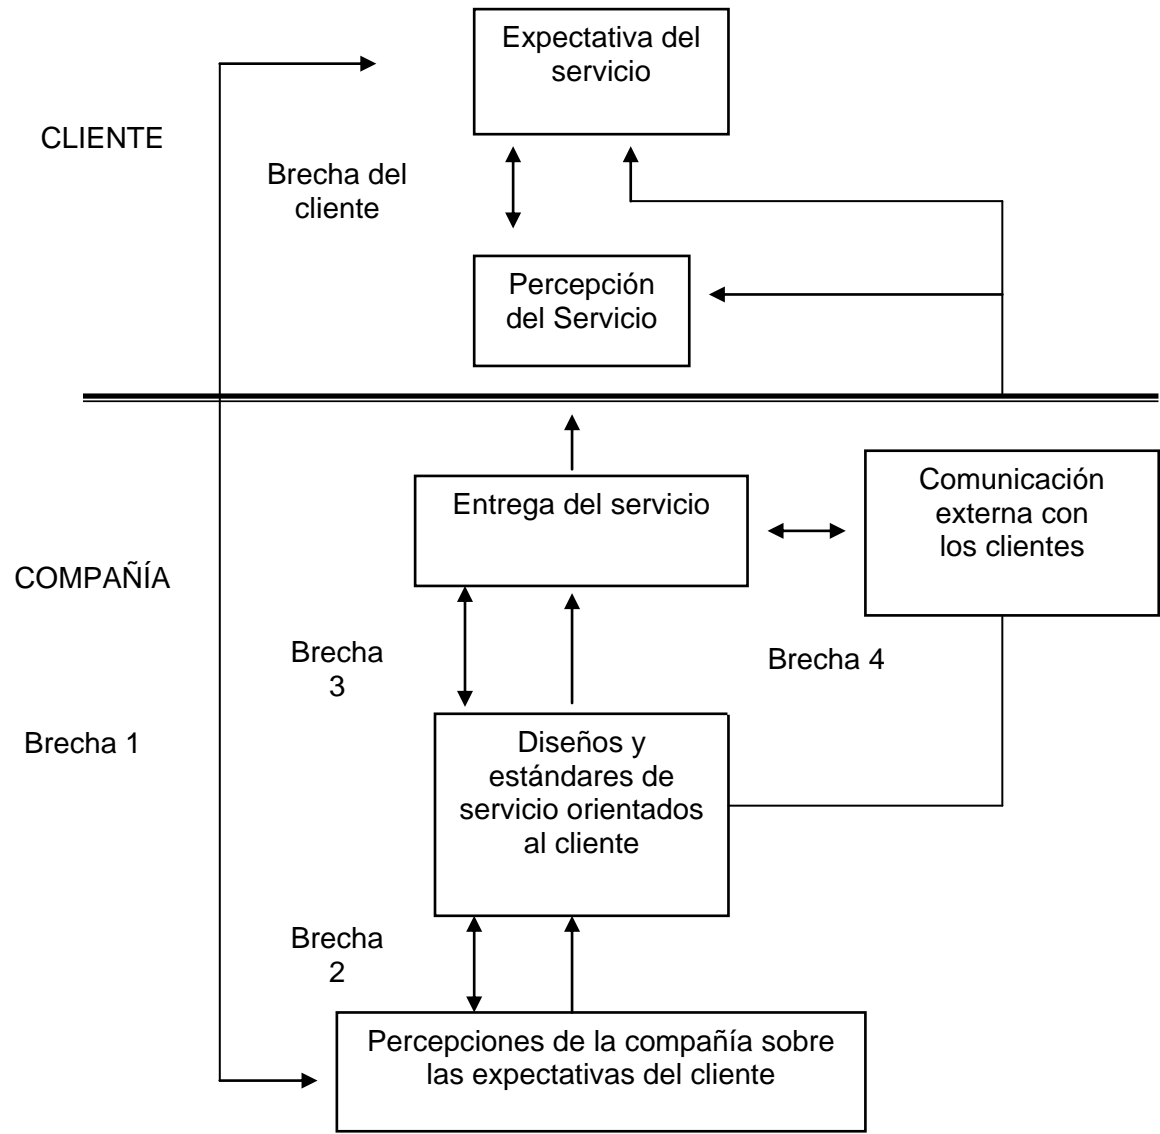 Expectativa del
servicio
CLIENTE
Brecha del
cliente
Percepción
del Servicio
Entrega del servicio
Comunicación
externa con
los clientes
COMPAÑÍA
Brecha
3
Brecha 4
Brecha 1
Diseños y
estándares de
servicio orientados
al cliente
Brecha
2
Percepciones de la compañía sobre
las expectativas del cliente